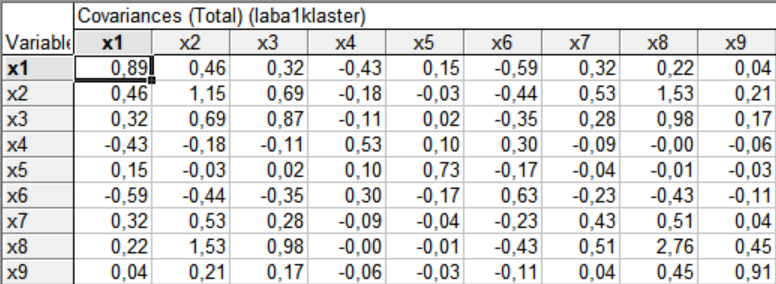 Covariances (Total) (laba1klaster)
Variable x1 x2 x3 x4 x5 x6 x7 x8 x9
x1 0,89 0,46 0,32 -0,43 0,15 -0,59 0,32 0,22 0,04
x2 0,46 1,15 0,69 -0,18 -0,03 -0,44 0,53 1,53 0,21
x3 0,32 0,69 0,87 -0,11 0,02 -0,35 0,28 0,98 0,17
x4 -0,43 -0,18 -0,11 0,53 0,10 0,30 -0,09 -0,00 -0,06
x5 0,15 -0,03 0,02 0,10 0,73 -0,17 -0,04 -0,01 -0,03
x6 -0,59 -0,44 -0,35 0,30 -0,17 0,63 -0,23 -0,43 -0,11
x7 0,32 0,53 0,28 -0,09 -0,04 -0,23 0,43 0,51 0,04
x8 0,22 1,53 0,98 -0,00 -0,01 -0,43 0,51 2,76 0,45
x9 0,04 0,21 0,17 -0,06 -0,03 -0,11 0,04 0,45 0,91